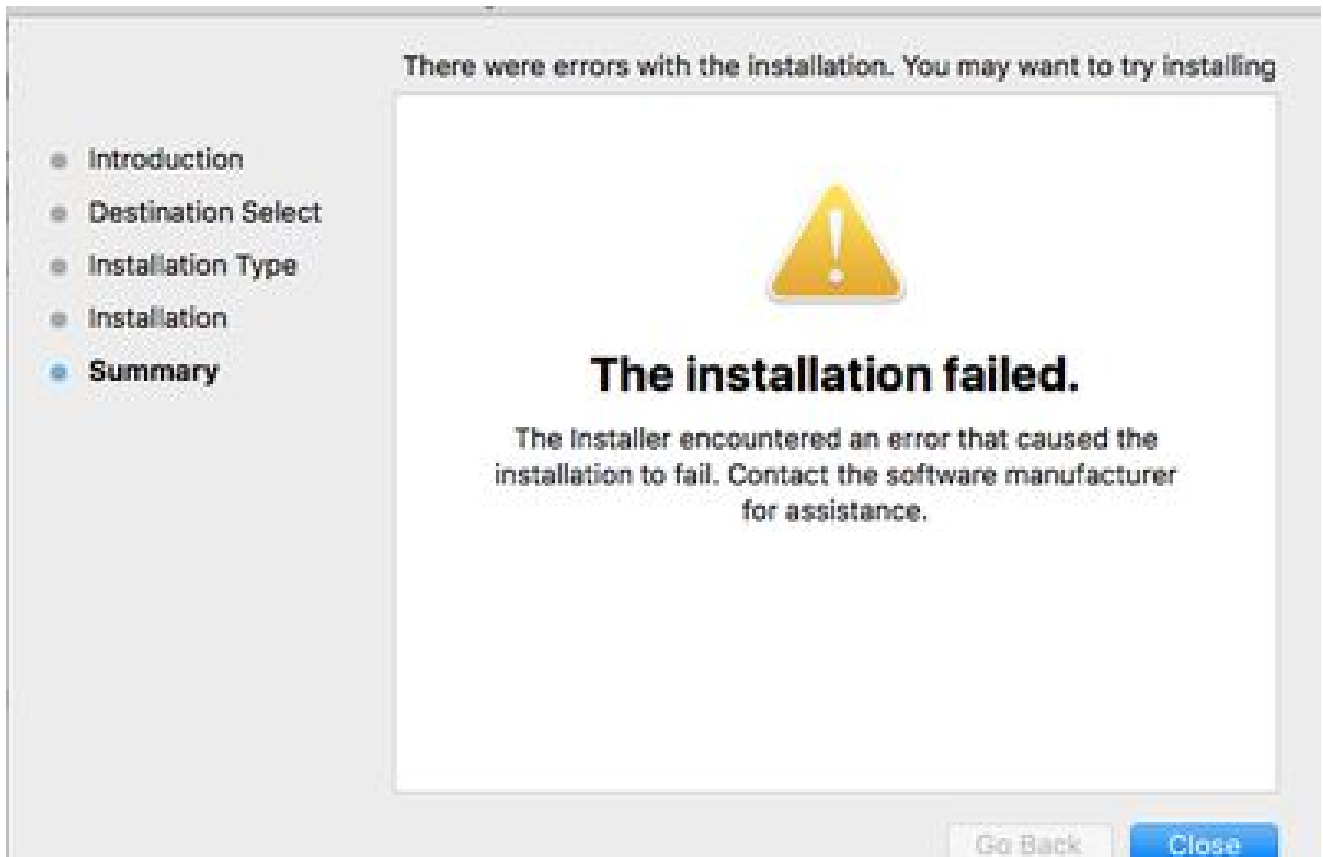 There were errors with the installation. You may want to try installing
Introduction
Destination Select
Installation Type
Installation
Summary
The installation failed.
The Installer encountered an error that caused the
installation to fail. Contact the software manufacturer
for assistance.
Go Back
Close